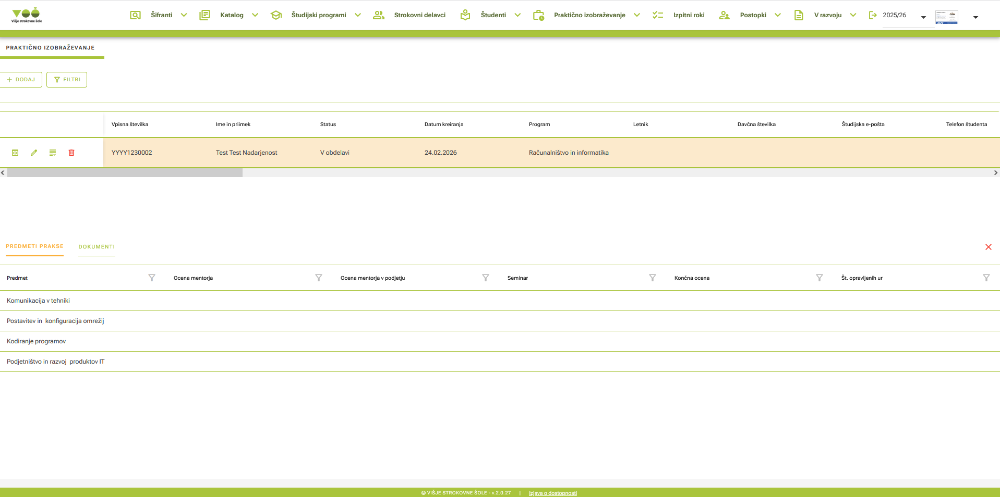 Višje strokovne šole
Šifranti
Katalog
Študijski programi
Strokovni delavci
Študenti
Praktično izobraževanje
Izpitni roki
Postopki
V razvoju
2025/26
PRAKTIČNO IZOBRAŽEVANJE
+ DODAJ
FILTRI
Vpisna številka Ime in priimek Status Datum kreiranja Program Letnik Davčna številka Študijska e-pošta Telefon študenta
YYYY1230002 Test Test Nadarjenost V obdelavi 24.02.2026 Računalništvo in informatika
PREDMETI PRAKSE DOKUMENTI
Predmet Ocena mentorja Ocena mentorja v podjetju Seminar Končna ocena Št. opravljenih ur
Komunikacija v tehniki
Postavitev in konfiguracija omrežij
Kodiranje programov
Podjetništvo in razvoj produktov IT
© VIŠJE STROKOVNE ŠOLE - v.2.0.27 | Izjava o dostopnosti